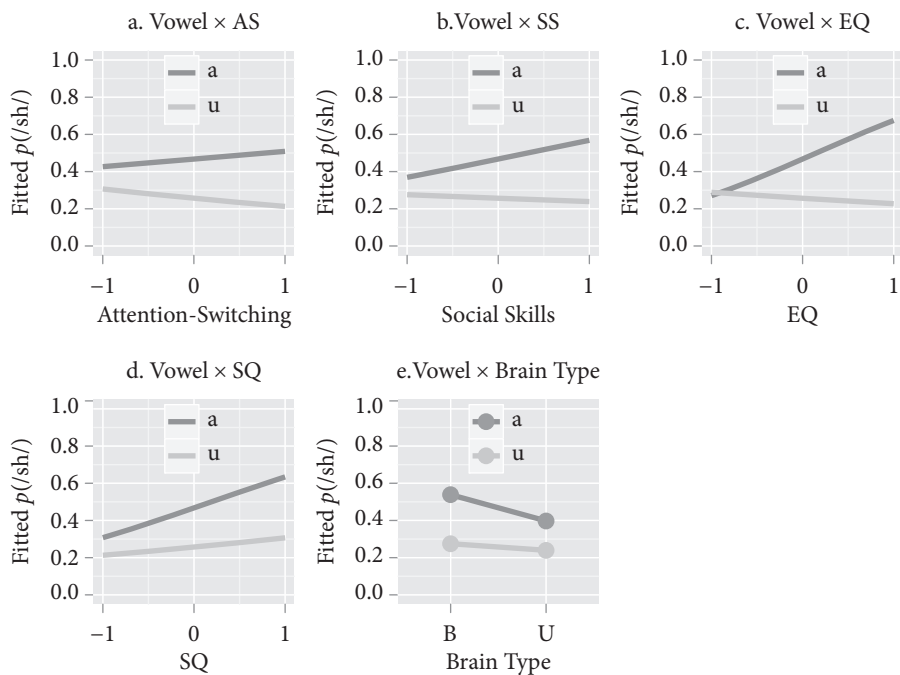 a. Vowel × AS
b.Vowel × SS
c. Vowel × EQ
Fitted p(/sh/)
1.0
0.8
0.6
0.4
0.2
0.0
a
u
−1
0
1
Attention-Switching
Fitted p(/sh/)
1.0
0.8
0.6
0.4
0.2
0.0
a
u
−1
0
1
Social Skills
Fitted p(/sh/)
1.0
0.8
0.6
0.4
0.2
0.0
a
u
−1
0
1
EQ
d. Vowel × SQ
e.Vowel × Brain Type
Fitted p(/sh/)
1.0
0.8
0.6
0.4
0.2
0.0
a
u
−1
0
1
SQ
Fitted p(/sh/)
1.0
0.8
0.6
0.4
0.2
0.0
a
u
B
U
Brain Type